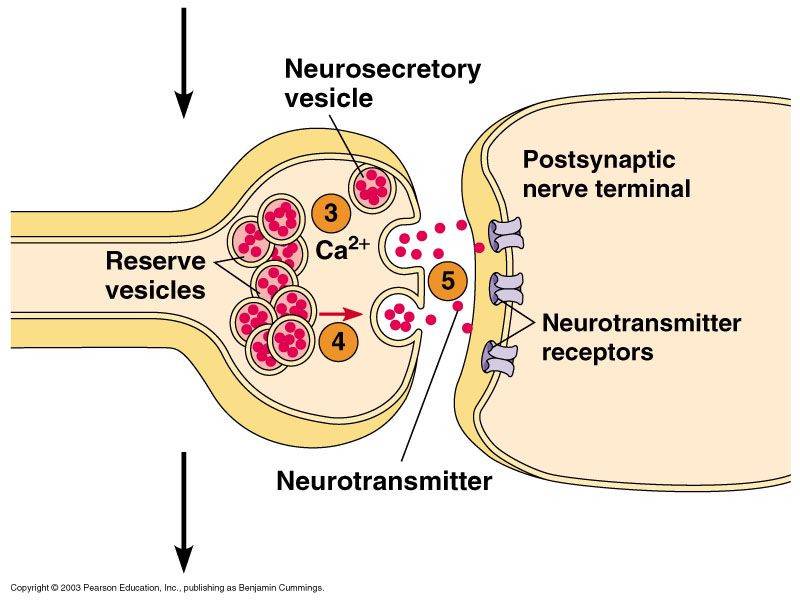 Neurosecretory
vesicle
Postsynaptic
nerve terminal
3
Ca²⁺
Reserve
vesicles
5
4
Neurotransmitter
receptors
Neurotransmitter
Copyright © 2003 Pearson Education, Inc., publishing as Benjamin Cummings.